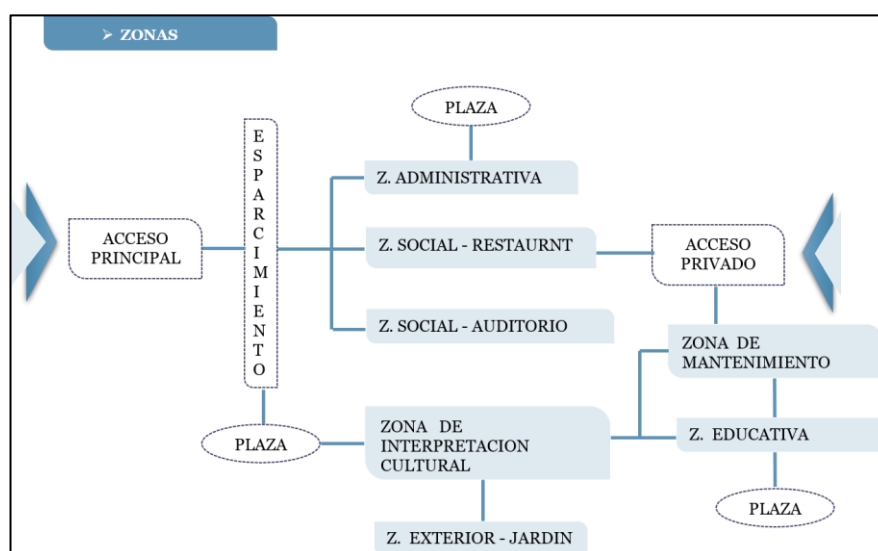 ➢ ZONAS
PLAZA
ESPARCIMIENTO
Z. ADMINISTRATIVA
ACCESO
PRINCIPAL
Z. SOCIAL - RESTAURNT
ACCESO
PRIVADO
Z. SOCIAL - AUDITORIO
ZONA DE
MANTENIMIENTO
PLAZA
ZONA DE
INTERPRETACION
CULTURAL
Z. EDUCATIVA
PLAZA
Z. EXTERIOR - JARDIN